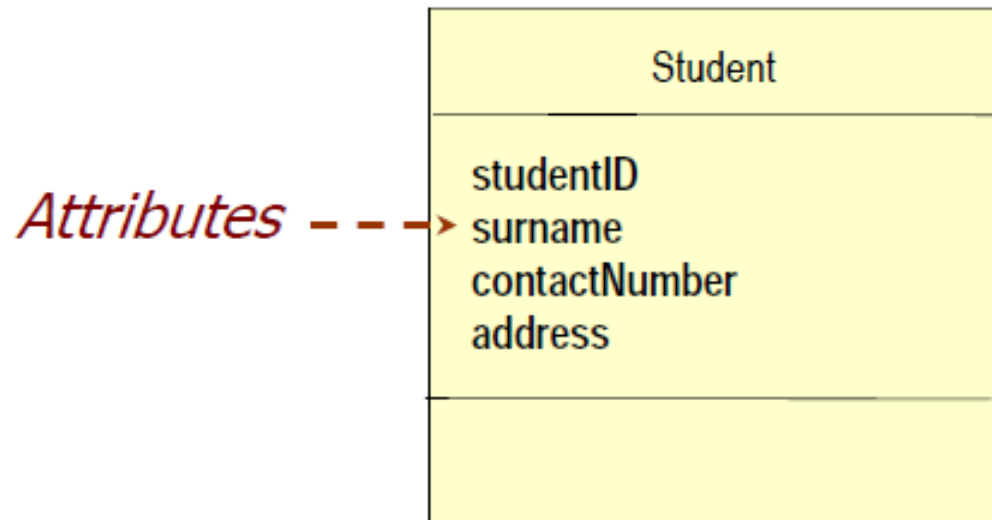 Student
Attributes
studentID
surname
contactNumber
address